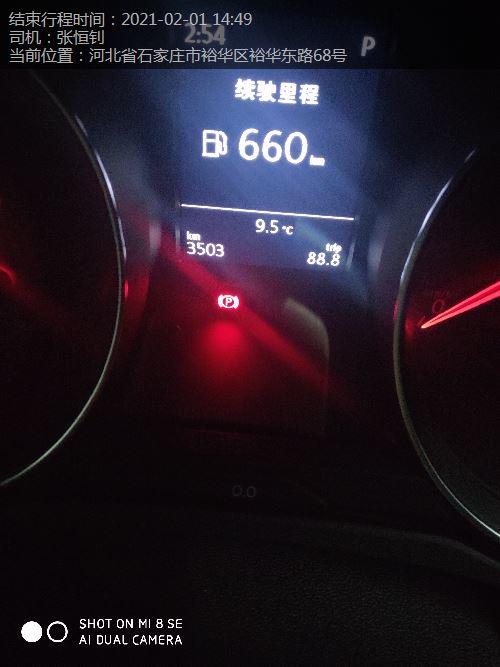 结束行程时间：2021-02-01 14:49
司机：张恒钊
当前位置：河北省石家庄市裕华区裕华东路68号
2:54
P
续驶里程
660 km
9.5 ℃
km
3503
trip
88.8
P
0.0
SHOT ON MI 8 SE
AI DUAL CAMERA